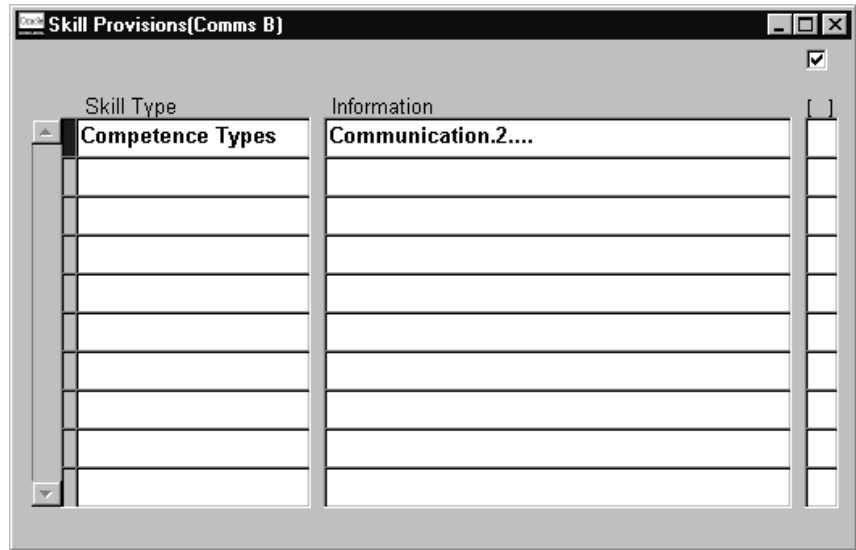 Skill Provisions(Comms B)
Skill Type Information [ ]
Competence Types Communication.2....